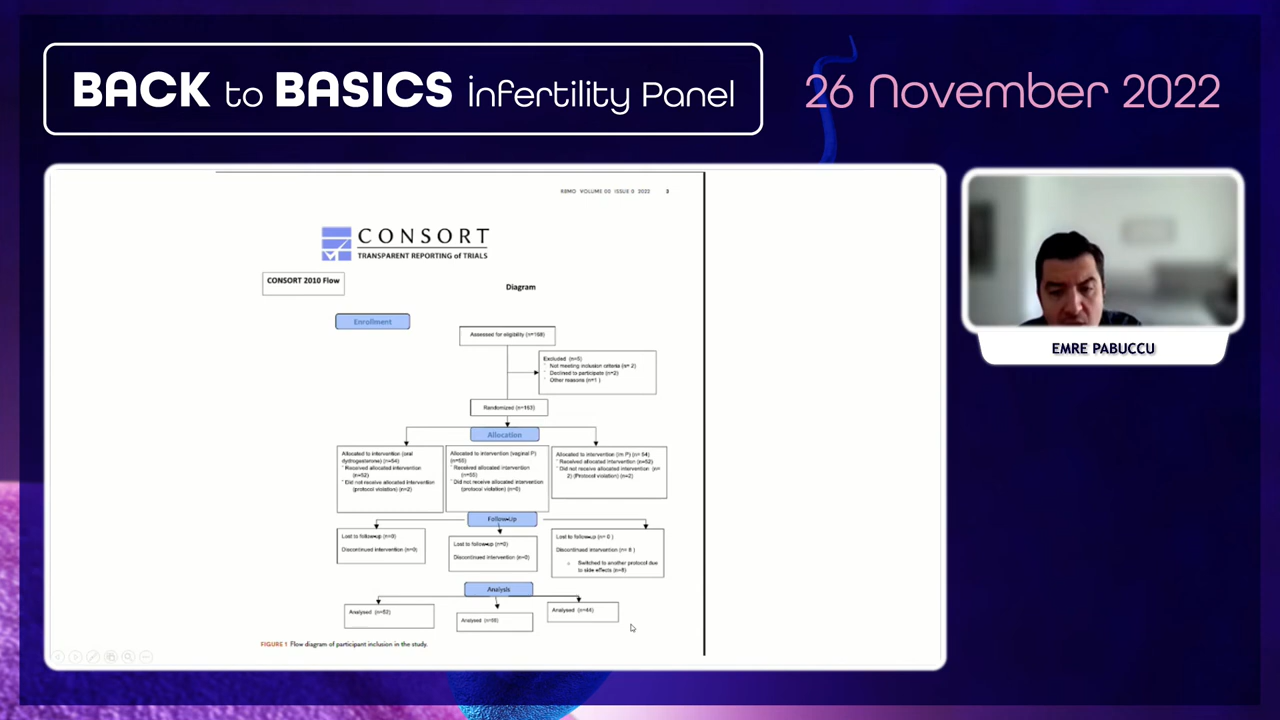 BACK to BASICS infertility Panel
26 November 2022
RBMO VOLUME 00 ISSUE 0 2022 3
CONSORT
TRANSPARENT REPORTING of TRIALS
CONSORT 2010 Flow
Diagram
Enrollment
Assessed for eligibility (n=168)
Excluded (n=5)
Not meeting inclusion criteria (n= 2)
Declined to participate (n=2)
Other reasons (n=1 )
Randomized (n=163)
Allocation
Allocated to intervention (oral
dydrogesterone) (n=54)
Received allocated intervention
(n=52)
Did not receive allocated intervention
(protocol violation) (n=2)
Allocated to intervention (vaginal P)
(n=55)
Received allocated intervention
(n=55)
Did not receive allocated intervention
(protocol violation) (n=0)
Allocated to intervention (im P) (n= 54)
Received allocated intervention (n=52)
Did not receive allocated intervention (n=
2) (Protocol violation) (n=2)
Follow-Up
Lost to follow-up (n=0)
Discontinued intervention (n=0)
Lost to follow-up (n=0)
Discontinued intervention (n=0)
Lost to follow-up (n= 0 )
Discontinued intervention (n= 8 )
o Switched to another protocol due
to side effects (n=8)
Analysis
Analysed (n=52)
Analysed (n=55)
Analysed (n=44)
FIGURE 1 Flow diagram of participant inclusion in the study.
EMRE PABUCCU